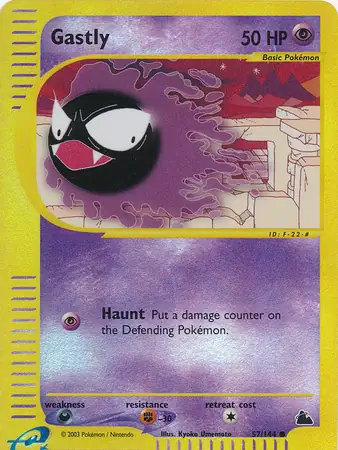 Gastly 50 HP
Basic Pokémon
ID: F-22-#
Haunt Put a damage counter on
the Defending Pokémon.
weakness resistance retreat cost
-30
© 2003 Pokémon / Nintendo Illus. Kyoko Umemoto 57/144
e